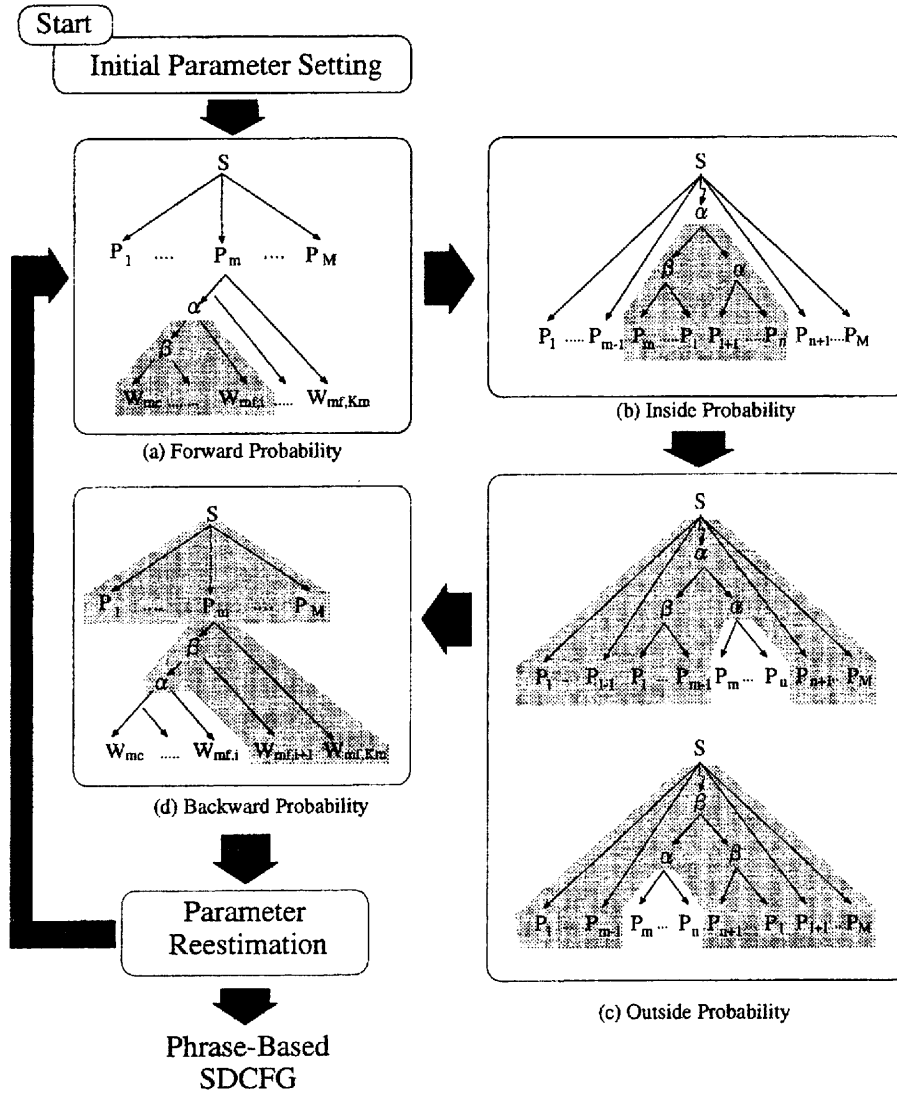 Start
Initial Parameter Setting
S
P1 .... Pm .... PM
α
β
Wmc ...... Wmf,i ..... Wmf,Km
(a) Forward Probability
S
α
β α
P1 ..... Pm-1 Pm ..... Pl Pl+1 ... Pn Pn+1 ... PM
(b) Inside Probability
S
α
β α
Pl-1 Pl ... Pm-1 Pm ... Pn Pn+1 .. PM
S
β
α β
P1 ... Pm-1 Pm ... Pn Pn+1 ... Pl Pl+1 ... PM
(c) Outside Probability
S
P1 ..... Pm ..... PM
β
α
Wmc ..... Wmf,i Wmf,i+1 Wmf,Km
(d) Backward Probability
Parameter
Reestimation
Phrase-Based
SDCFG